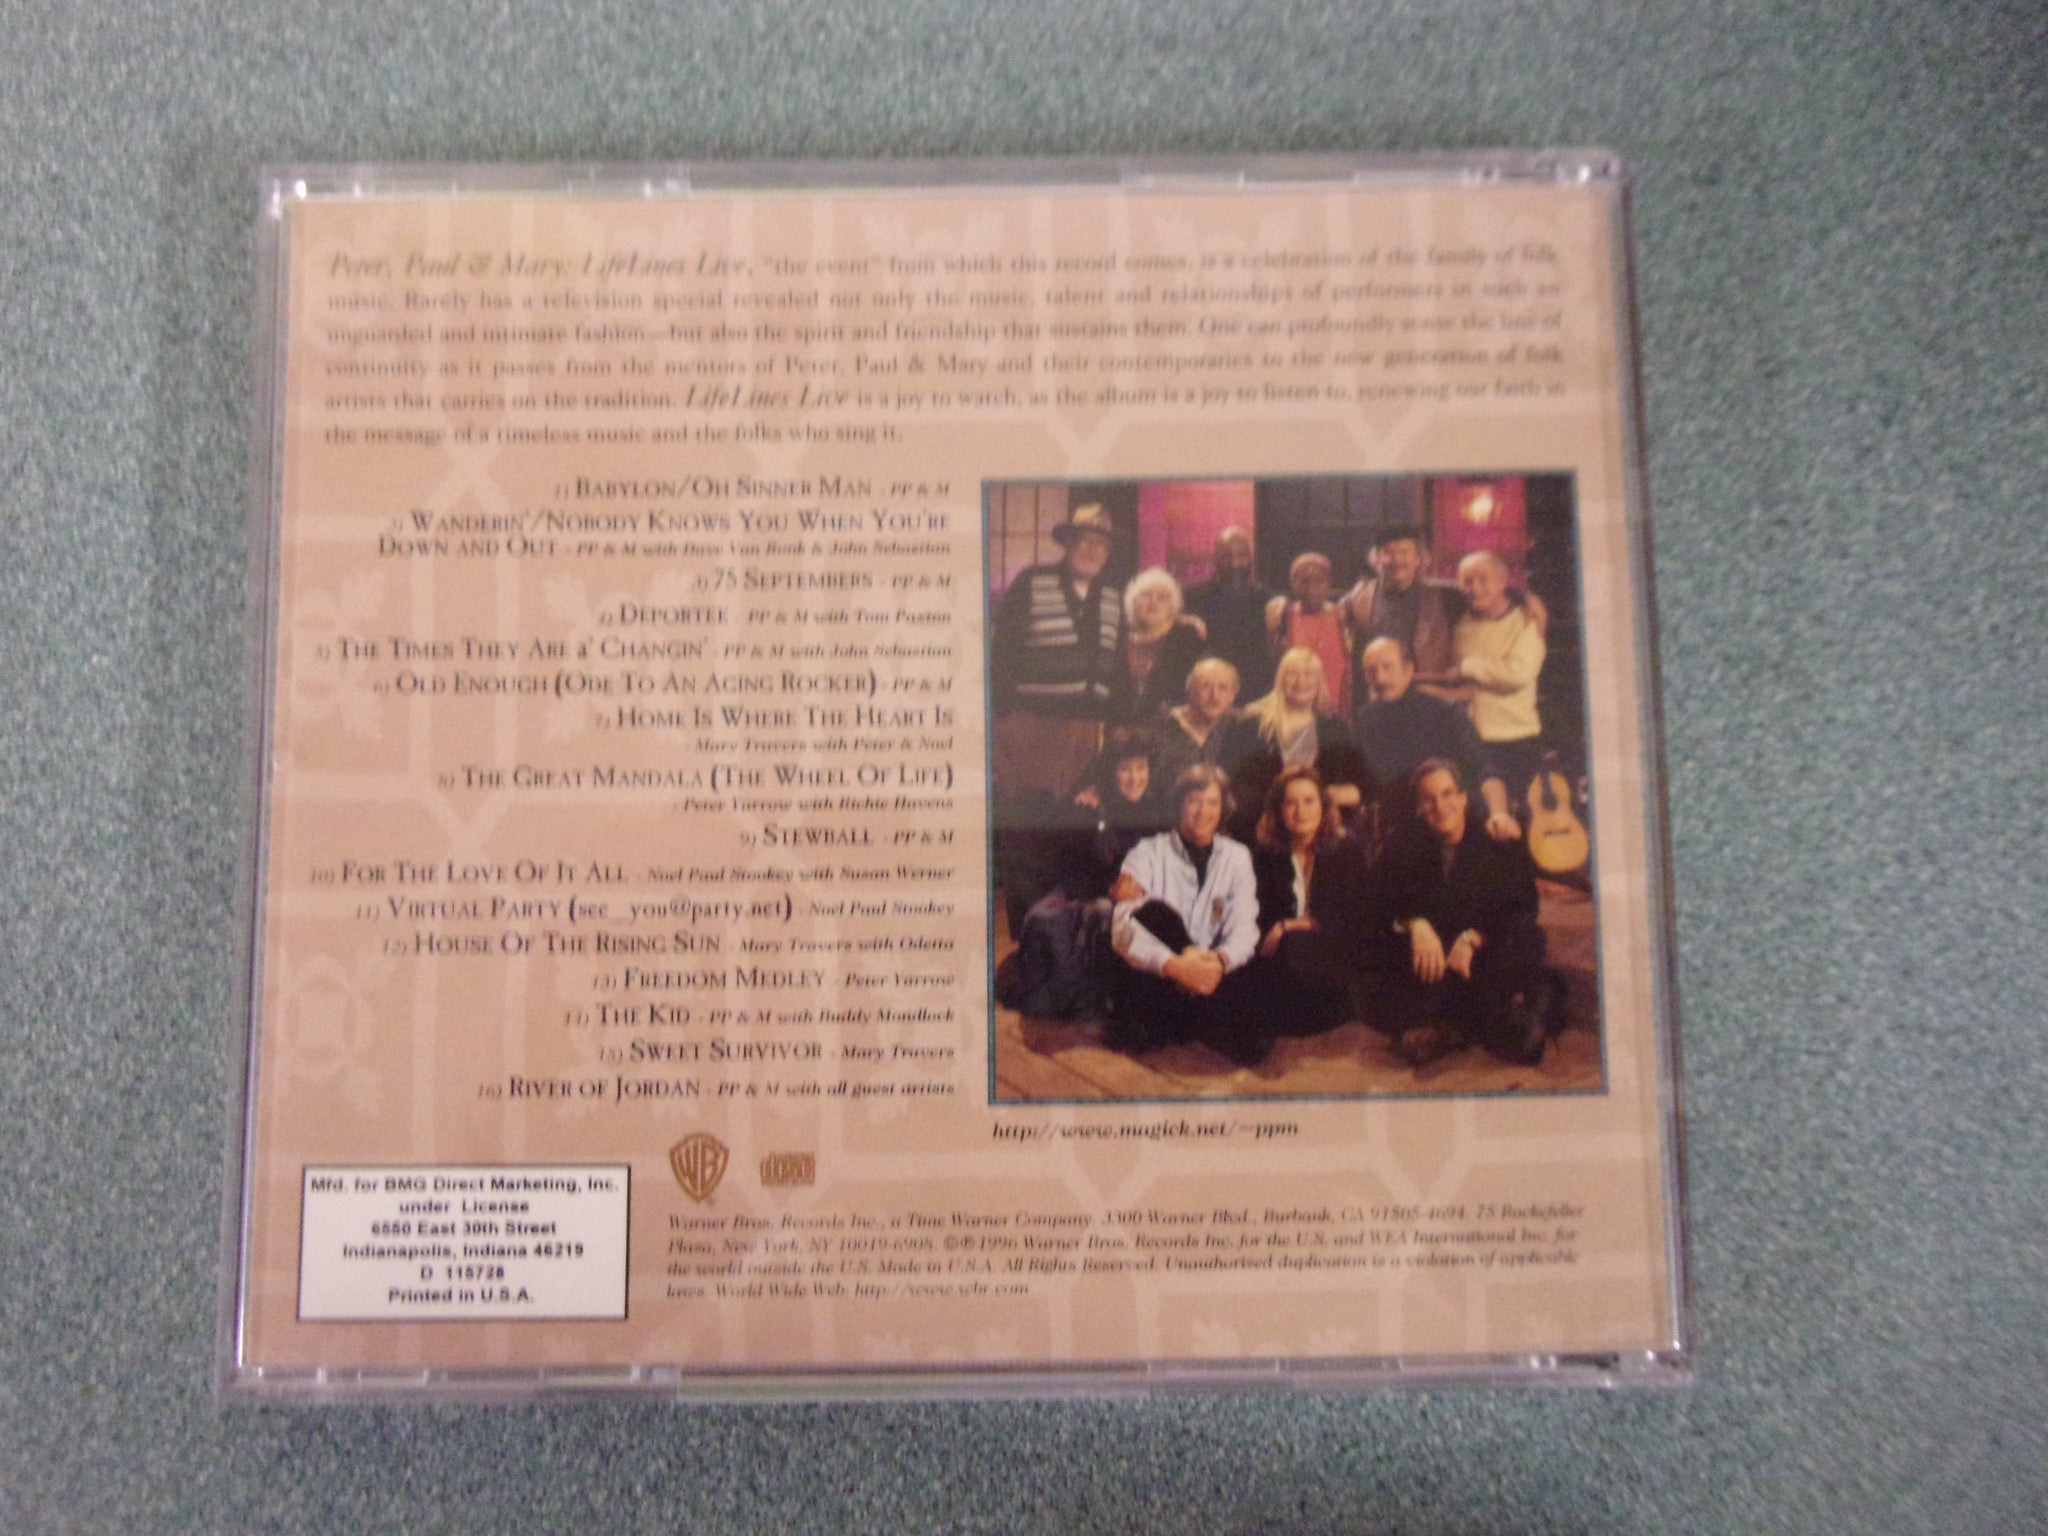 Peter, Paul & Mary, LifeLines Live, "the event" from which this record comes, is a celebration of the family of folk
music. Rarely has a television special revealed not only the music, talent and relationships of performers in such an
unguarded and intimate fashion—but also the spirit and friendship that sustains them. One can profoundly sense the line of
continuity as it passes from the mentors of Peter, Paul & Mary and their contemporaries to the new generation of folk
artists that carries on the tradition. LifeLines Live is a joy to watch, as the album is a joy to listen to, renewing our faith in
the message of a timeless music and the folks who sing it.
1) BABYLON/OH SINNER MAN - PP & M
2) WANDERIN'/NOBODY KNOWS YOU WHEN YOU'RE
DOWN AND OUT - PP & M with Dave Van Ronk & John Sebastian
3) 75 SEPTEMBERS - PP & M
4) DEPORTEE - PP & M with Tom Paxton
5) THE TIMES THEY ARE a' CHANGIN' - PP & M with John Sebastian
6) OLD ENOUGH (ODE TO AN AGING ROCKER) - PP & M
7) HOME IS WHERE THE HEART IS
- Mary Travers with Peter & Noel
8) THE GREAT MANDALA (THE WHEEL OF LIFE)
- Peter Yarrow with Richie Havens
9) STEWBALL - PP & M
10) FOR THE LOVE OF IT ALL - Noel Paul Stookey with Susan Werner
11) VIRTUAL PARTY (see_you@party.net) - Noel Paul Stookey
12) HOUSE OF THE RISING SUN - Mary Travers with Odetta
13) FREEDOM MEDLEY - Peter Yarrow
14) THE KID - PP & M with Buddy Mondlock
15) SWEET SURVIVOR - Mary Travers
16) RIVER OF JORDAN - PP & M with all guest artists
http://www.magick.net/~ppm
WB
disc
Mfd. for BMG Direct Marketing, Inc.
under License
6550 East 30th Street
Indianapolis, Indiana 46219
D 115728
Printed in U.S.A.
Warner Bros. Records Inc., a Time Warner Company. 3300 Warner Blvd., Burbank, CA 91505-4694. 75 Rockefeller
Plaza, New York, NY 10019-6908. ©℗1996 Warner Bros. Records Inc. for the U.S. and WEA International Inc. for
the world outside the U.S. Made in U.S.A. All Rights Reserved. Unauthorized duplication is a violation of applicable
laws. World Wide Web: http://www.wbr.com